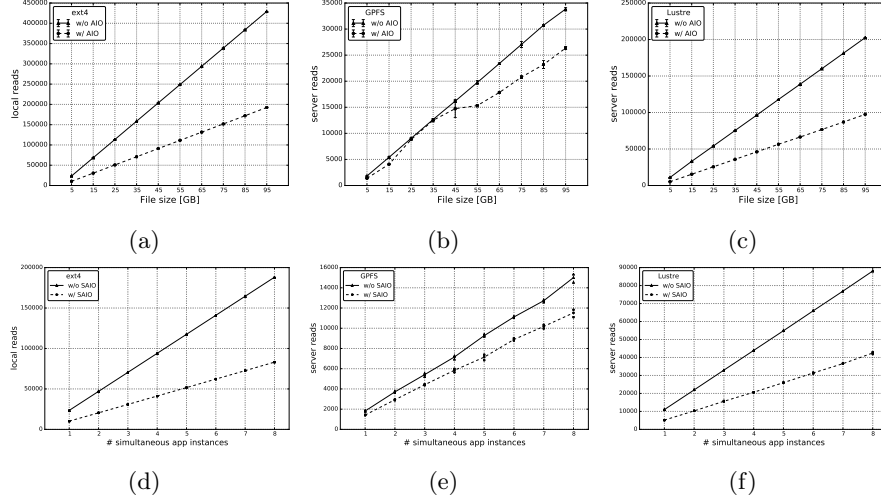 450000
400000
350000
300000
250000
200000
150000
100000
50000
0
local reads
ext4
w/o AIO
w/ AIO
5 15 25 35 45 55 65 75 85 95
File size [GB]
(a)
35000
30000
25000
20000
15000
10000
5000
0
server reads
GPFS
w/o AIO
w/ AIO
5 15 25 35 45 55 65 75 85 95
File size [GB]
(b)
250000
200000
150000
100000
50000
0
server reads
Lustre
w/o AIO
w/ AIO
5 15 25 35 45 55 65 75 85 95
File size [GB]
(c)
200000
150000
100000
50000
0
local reads
ext4
w/o SAIO
w/ SAIO
1 2 3 4 5 6 7 8
# simultaneous app instances
(d)
16000
14000
12000
10000
8000
6000
4000
2000
0
server reads
GPFS
w/o SAIO
w/ SAIO
1 2 3 4 5 6 7 8
# simultaneous app instances
(e)
90000
80000
70000
60000
50000
40000
30000
20000
10000
0
server reads
Lustre
w/o SAIO
w/ SAIO
1 2 3 4 5 6 7 8
# simultaneous app instances
(f)